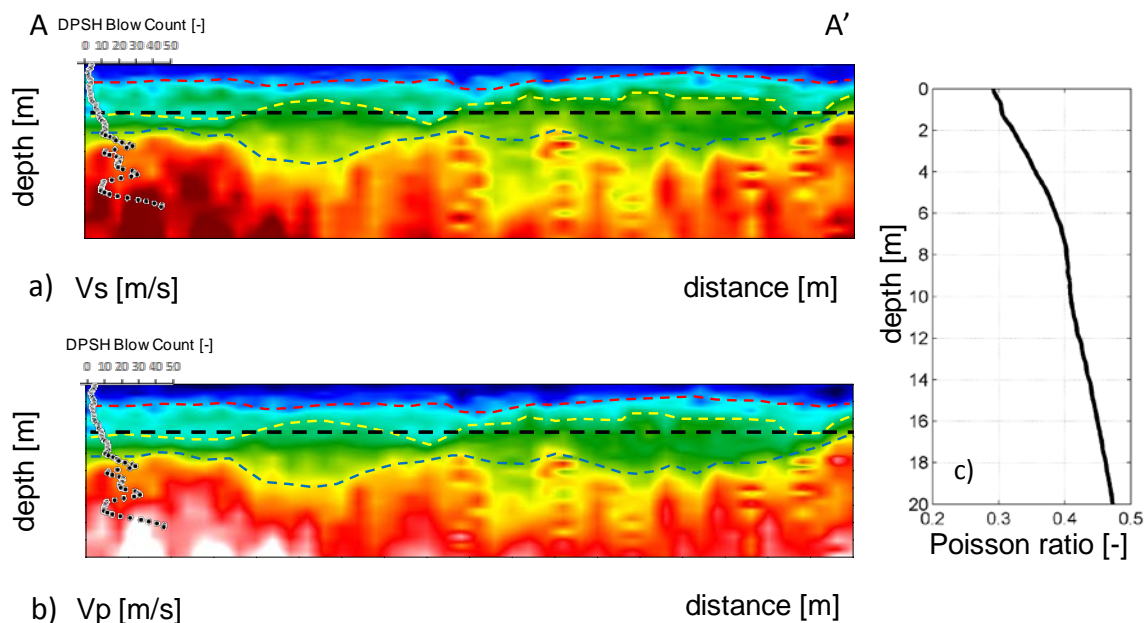 A
A’
DPSH Blow Count [-]
0 10 20 30 40 50
depth [m]
a) Vs [m/s]
distance [m]
DPSH Blow Count [-]
0 10 20 30 40 50
depth [m]
b) Vp [m/s]
distance [m]
0
2
4
6
8
10
12
14
16
18
20
depth [m]
c)
0.2 0.3 0.4 0.5
Poisson ratio [-]